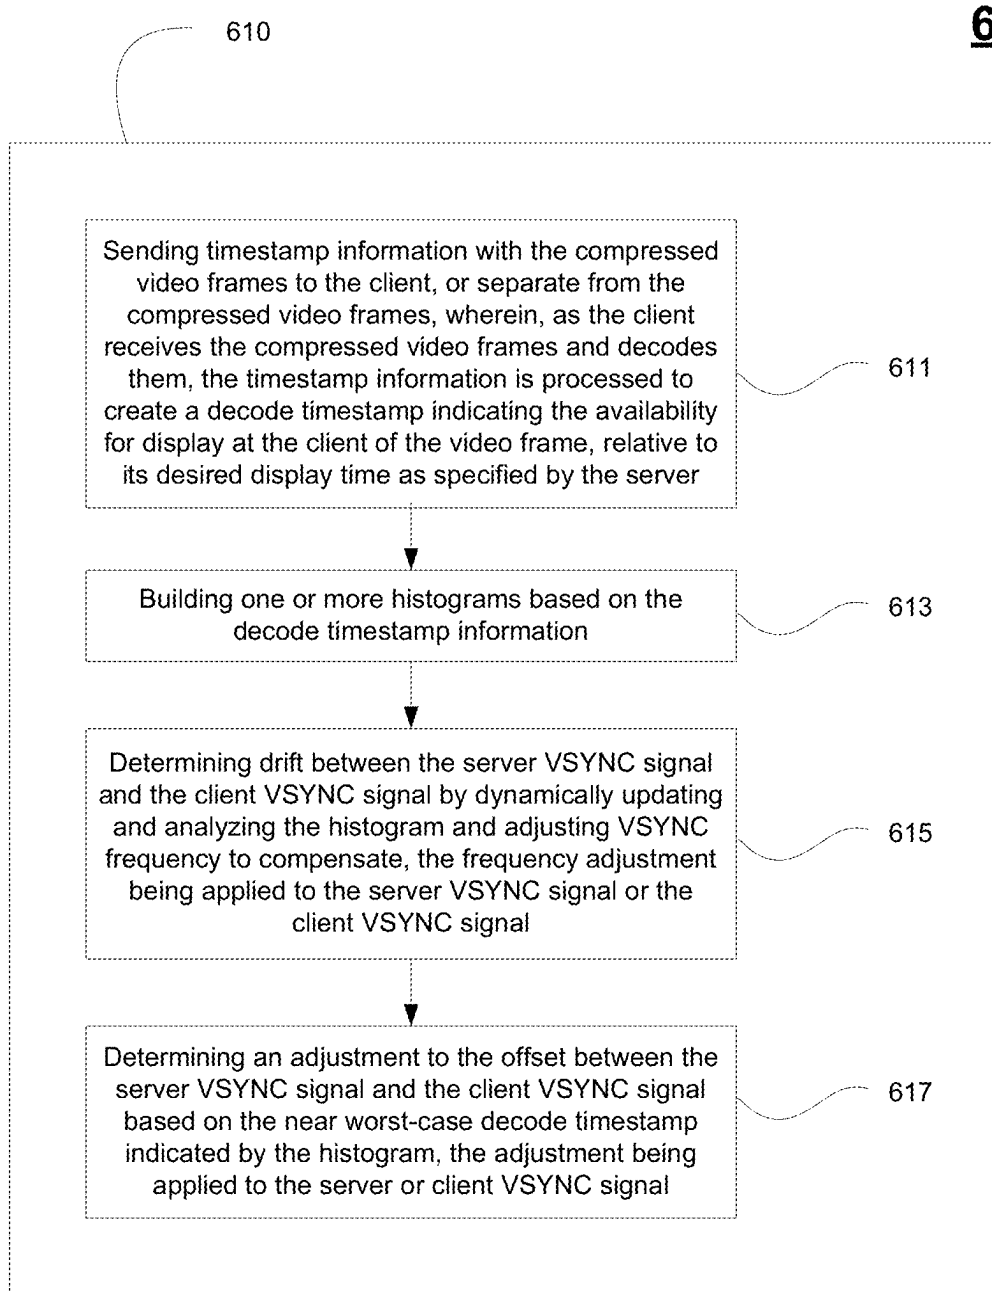 610
6
Sending timestamp information with the compressed
video frames to the client, or separate from the
compressed video frames, wherein, as the client
receives the compressed video frames and decodes
them, the timestamp information is processed to
create a decode timestamp indicating the availability
for display at the client of the video frame, relative to
its desired display time as specified by the server
611
Building one or more histograms based on the
decode timestamp information
613
Determining drift between the server VSYNC signal
and the client VSYNC signal by dynamically updating
and analyzing the histogram and adjusting VSYNC
frequency to compensate, the frequency adjustment
being applied to the server VSYNC signal or the
client VSYNC signal
615
Determining an adjustment to the offset between the
server VSYNC signal and the client VSYNC signal
based on the near worst-case decode timestamp
indicated by the histogram, the adjustment being
applied to the server or client VSYNC signal
617